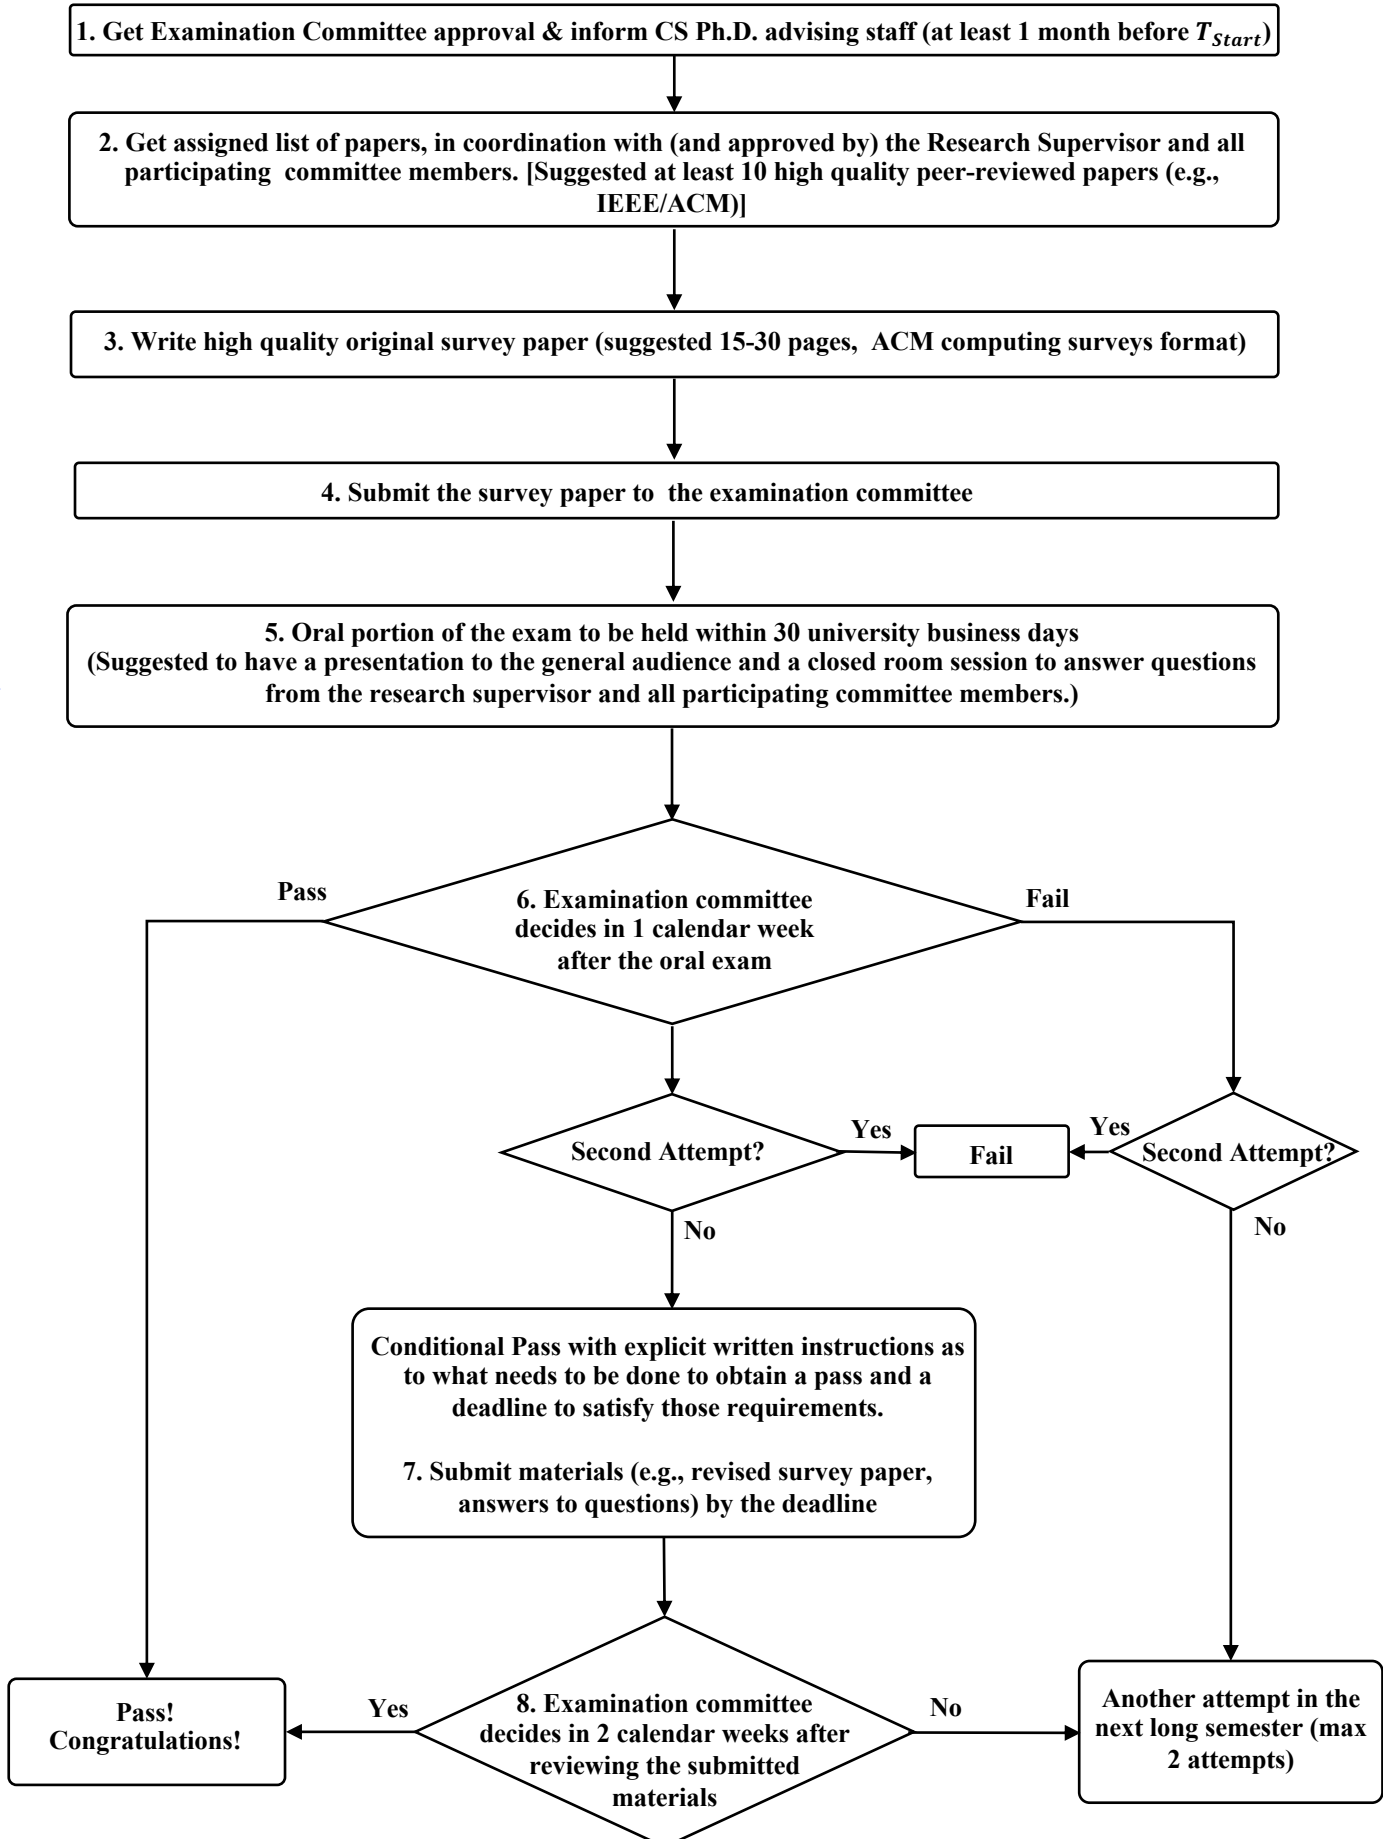 1. Get Examination Committee approval & inform CS Ph.D. advising staff (at least 1 month before T_Start)
2. Get assigned list of papers, in coordination with (and approved by) the Research Supervisor and all
participating committee members. [Suggested at least 10 high quality peer-reviewed papers (e.g.,
IEEE/ACM)]
3. Write high quality original survey paper (suggested 15-30 pages, ACM computing surveys format)
4. Submit the survey paper to the examination committee
5. Oral portion of the exam to be held within 30 university business days
(Suggested to have a presentation to the general audience and a closed room session to answer questions
from the research supervisor and all participating committee members.)
Pass
6. Examination committee
decides in 1 calendar week
after the oral exam
Fail
Second Attempt?
Yes
Fail
Yes
Second Attempt?
No
No
Conditional Pass with explicit written instructions as
to what needs to be done to obtain a pass and a
deadline to satisfy those requirements.
7. Submit materials (e.g., revised survey paper,
answers to questions) by the deadline
Pass!
Congratulations!
Yes
8. Examination committee
decides in 2 calendar weeks after
reviewing the submitted
materials
No
Another attempt in the
next long semester (max
2 attempts)